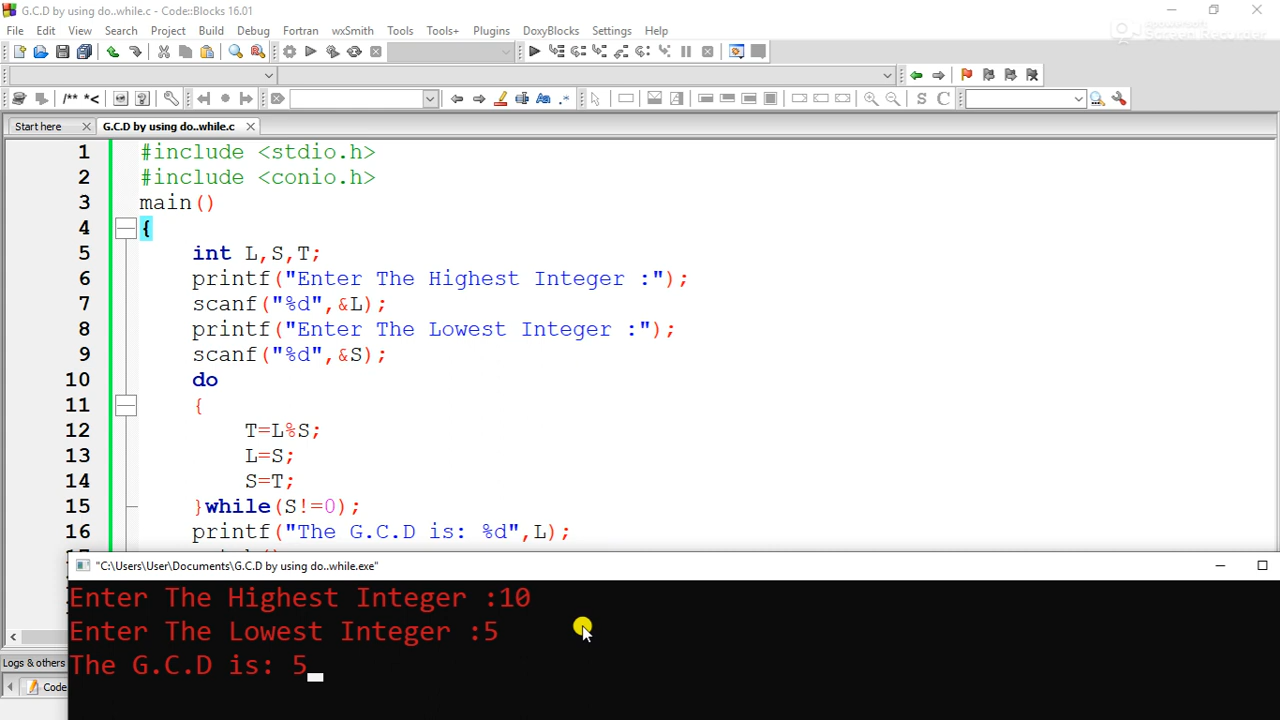 G.C.D by using do..while.c - Code::Blocks 16.01
File Edit View Search Project Build Debug Fortran wxSmith Tools Tools+ Plugins DoxyBlocks Settings Help
/** *<
S C
Start here G.C.D by using do..while.c
1 #include <stdio.h>
2 #include <conio.h>
3 main()
4 {
5 int L,S,T;
6 printf("Enter The Highest Integer :");
7 scanf("%d",&L);
8 printf("Enter The Lowest Integer :");
9 scanf("%d",&S);
10 do
11 {
12 T=L%S;
13 L=S;
14 S=T;
15 }while(S!=0);
16 printf("The G.C.D is: %d",L);
"C:\Users\User\Documents\G.C.D by using do..while.exe"
Enter The Highest Integer :10
Enter The Lowest Integer :5
The G.C.D is: 5
Logs & others
Code